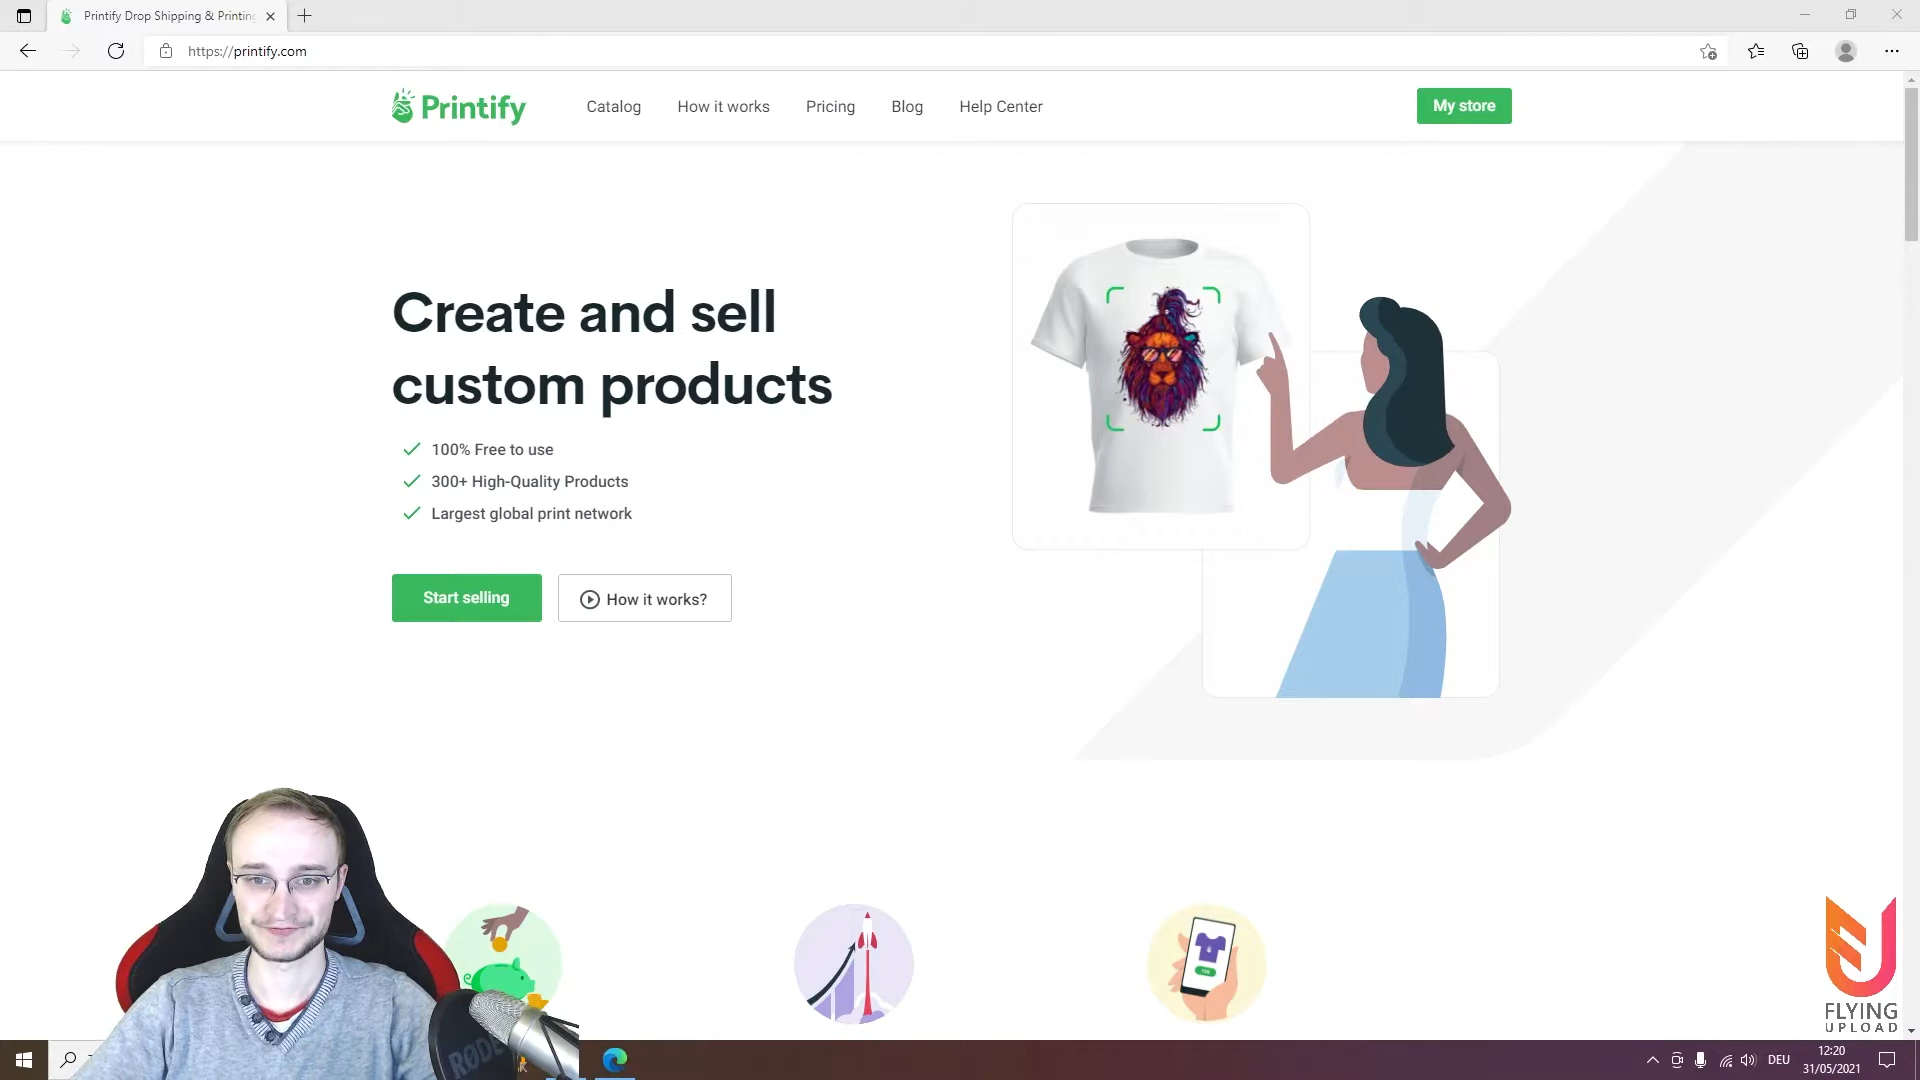 Printify Drop Shipping & Printing
https://printify.com
Printify
Catalog
How it works
Pricing
Blog
Help Center
My store
Create and sell
custom products
100% Free to use
300+ High-Quality Products
Largest global print network
Start selling
How it works?
RØDE
FLYING
UPLOAD
DEU
12:20
31/05/2021